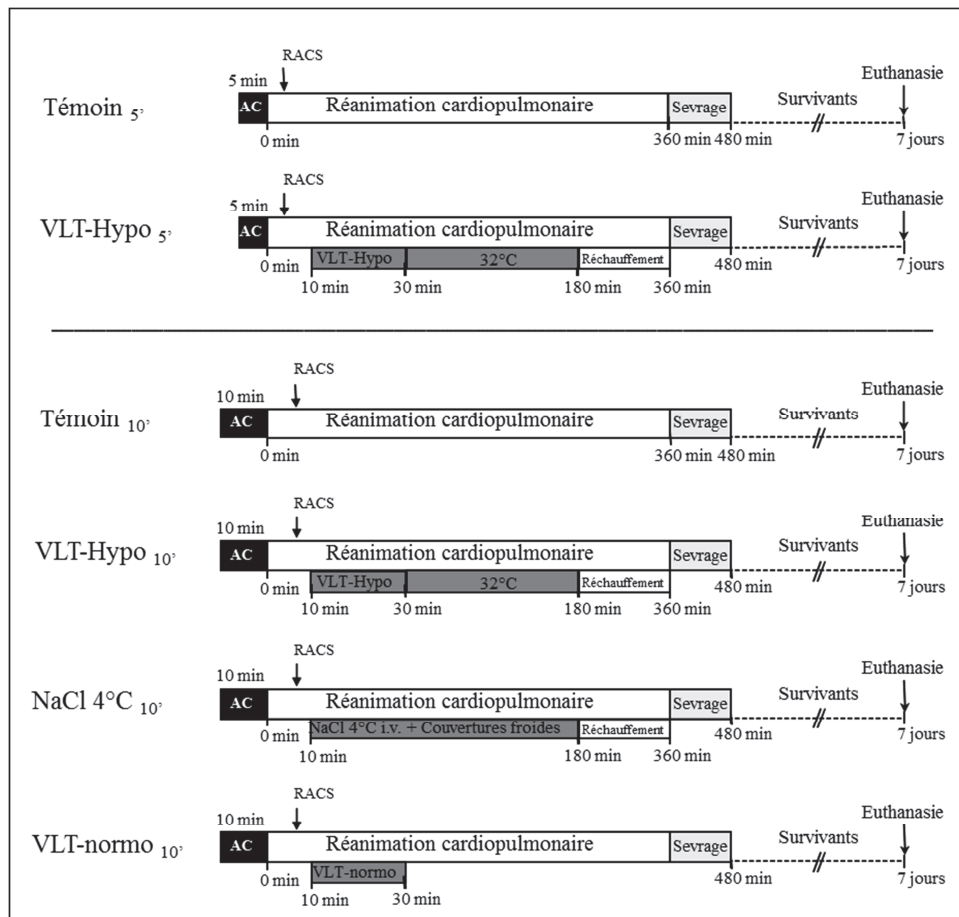 RACS
Euthanasie
5 min
Survivants
Témoin 5'
AC
Réanimation cardiopulmonaire
Sevrage
0 min
360 min
480 min
7 jours
RACS
Euthanasie
5 min
Survivants
VLT-Hypo 5'
AC
Réanimation cardiopulmonaire
Sevrage
0 min
VLT-Hypo
32°C
Réchauffement
480 min
7 jours
10 min
30 min
180 min
360 min
RACS
Euthanasie
10 min
Survivants
Témoin 10'
AC
Réanimation cardiopulmonaire
Sevrage
0 min
360 min
480 min
7 jours
RACS
Euthanasie
10 min
Survivants
VLT-Hypo 10'
AC
Réanimation cardiopulmonaire
Sevrage
0 min
VLT-Hypo
32°C
Réchauffement
480 min
7 jours
10 min
30 min
180 min
360 min
RACS
Euthanasie
10 min
Survivants
NaCl 4°C 10'
AC
Réanimation cardiopulmonaire
Sevrage
0 min
NaCl 4°C i.v. + Couvertures froides
Réchauffement
480 min
7 jours
10 min
180 min
360 min
RACS
Euthanasie
10 min
Survivants
VLT-normo 10'
AC
Réanimation cardiopulmonaire
Sevrage
0 min
VLT-normo
480 min
7 jours
10 min
30 min